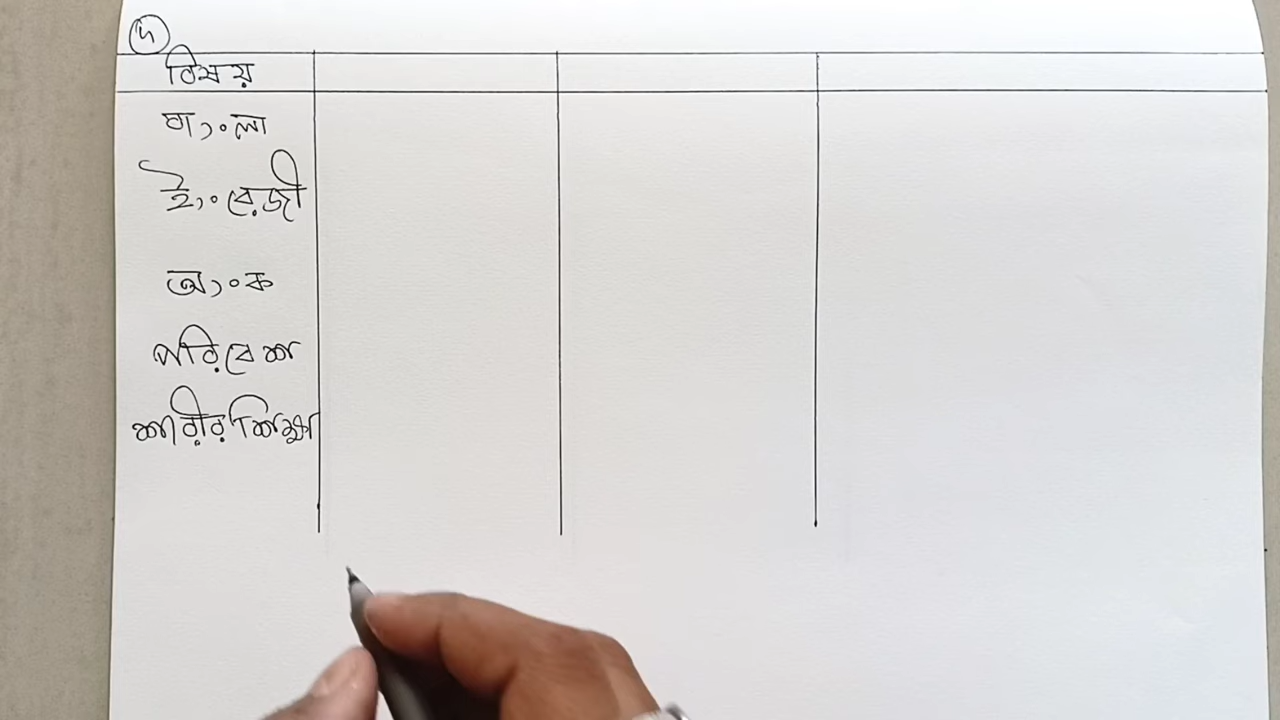 বিষয়
বাংলা
ইংরেজী
অংক
পরিবেশ
শারীর শিক্ষা